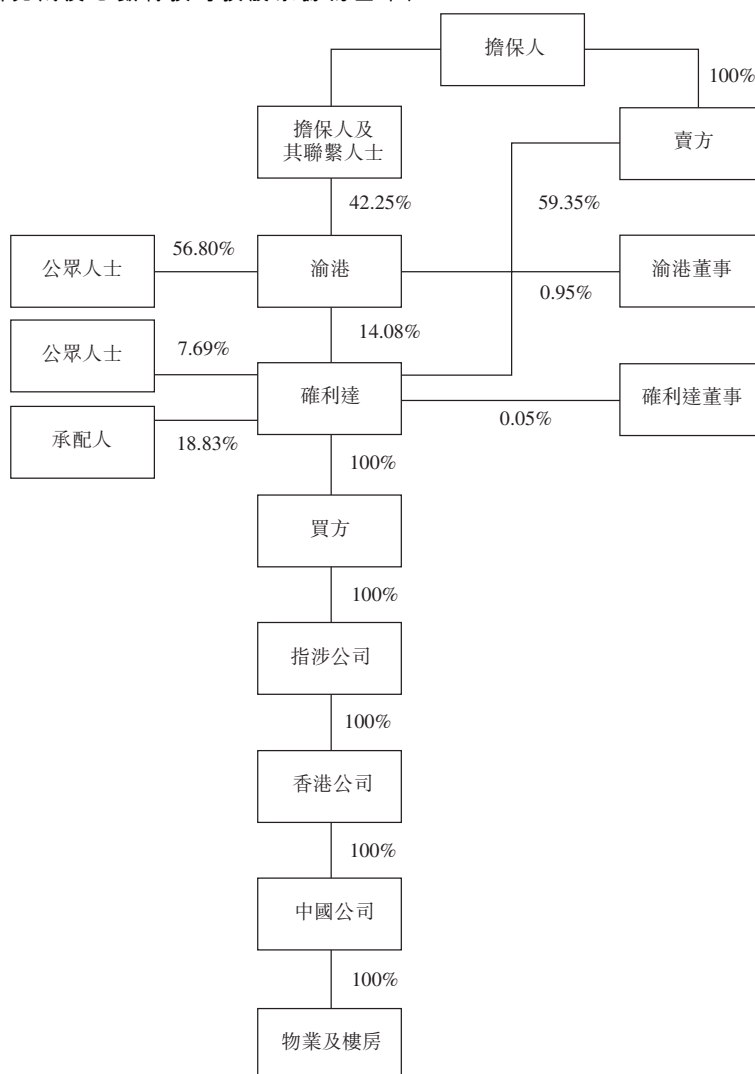 擔保人
100%
擔保人及
其聯繫人士
賣方
42.25%
59.35%
56.80%
公眾人士
渝港
渝港董事
0.95%
14.08%
公眾人士
7.69%
確利達
確利達董事
0.05%
承配人
18.83%
100%
買方
100%
指涉公司
100%
香港公司
100%
中國公司
100%
物業及樓房